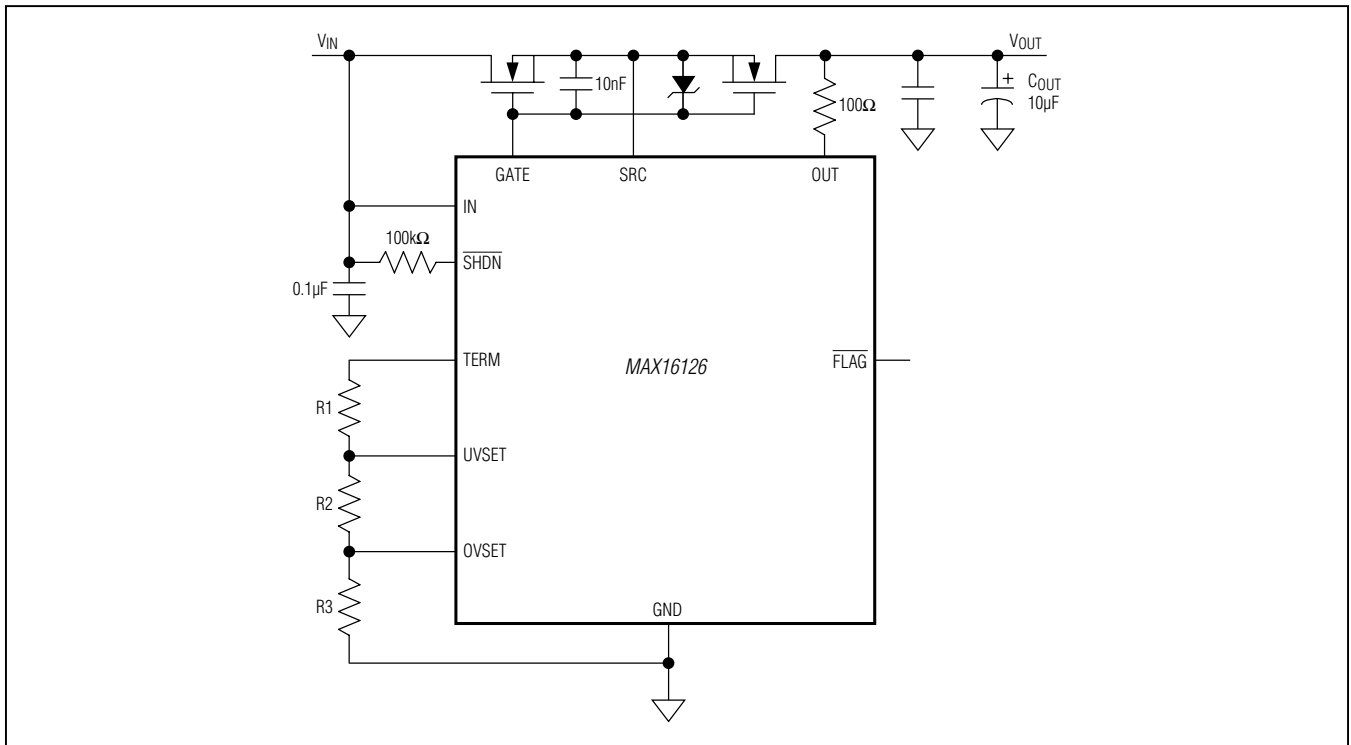 VIN
VOUT
10nF
100Ω
+ COUT
10µF
GATE
SRC
OUT
IN
100kΩ
SHDN
0.1µF
TERM
MAX16126
FLAG
R1
UVSET
R2
OVSET
R3
GND